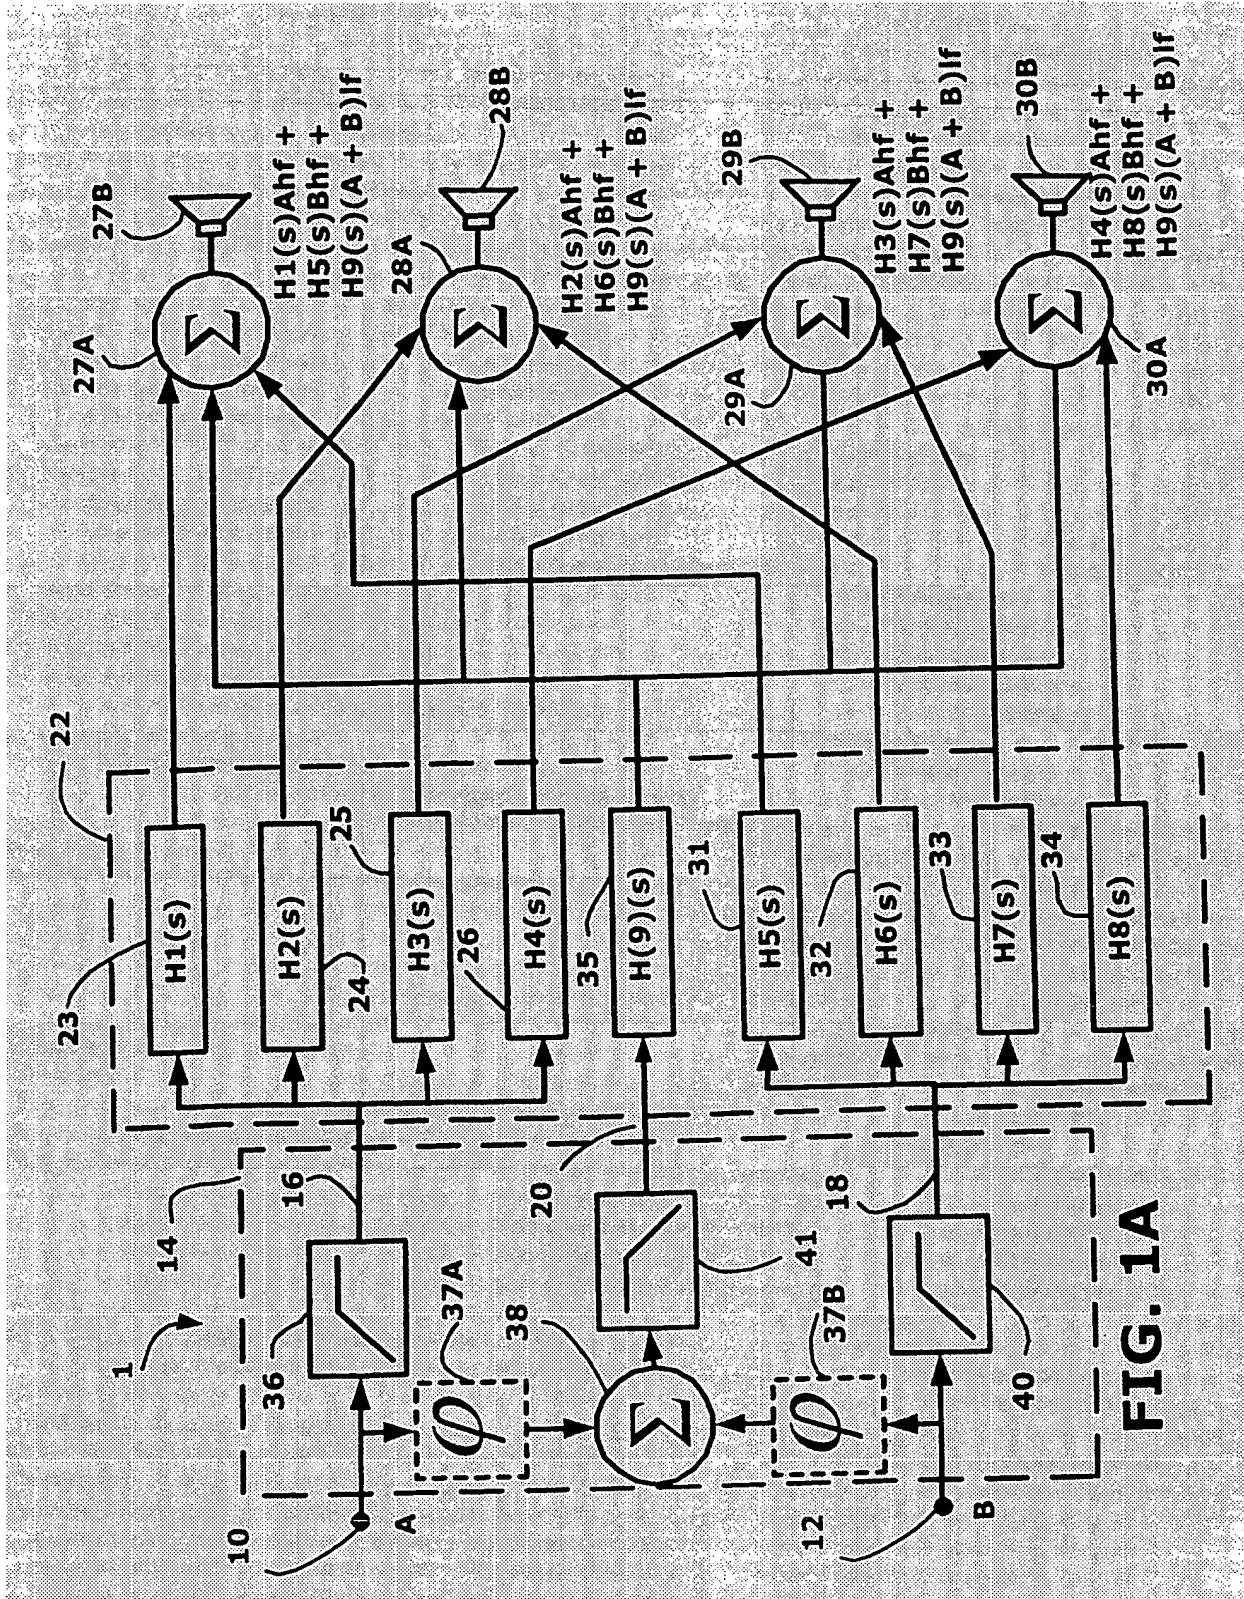 1
10
A
12
B
14
36
16
37A
φ
38
Σ
41
20
37B
φ
40
18
22
23
H1(s)
H2(s)
24
25
H3(s)
26
H4(s)
35
H(9)(s)
31
H5(s)
32
H6(s)
33
H7(s)
34
H8(s)
27A
Σ
27B
H1(s)Ahf +
H5(s)Bhf +
H9(s)(A + B)lf
28A
Σ
28B
H2(s)Ahf +
H6(s)Bhf +
H9(s)(A + B)lf
29A
Σ
29B
H3(s)Ahf +
H7(s)Bhf +
H9(s)(A + B)lf
30A
Σ
30B
H4(s)Ahf +
H8(s)Bhf +
H9(s)(A + B)lf
FIG. 1A